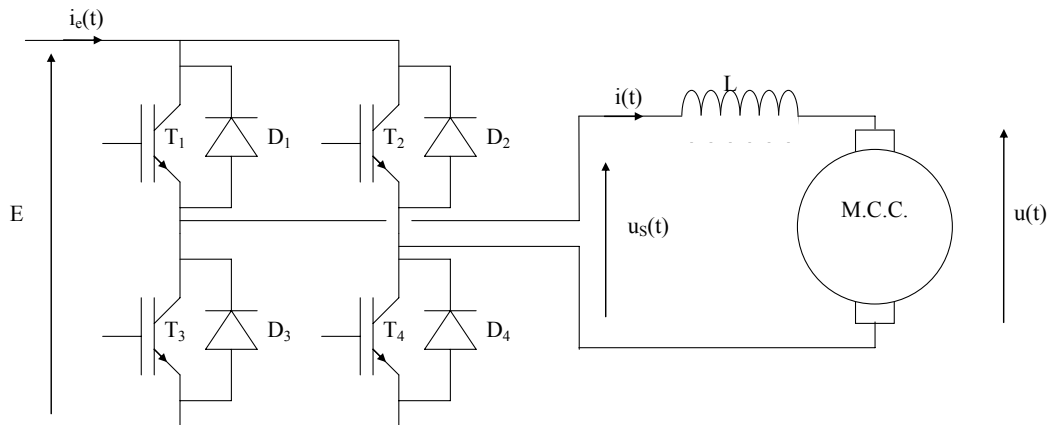 i_e(t)
E
T_1
D_1
T_2
D_2
T_3
D_3
T_4
D_4
i(t)
L
u_S(t)
M.C.C.
u(t)